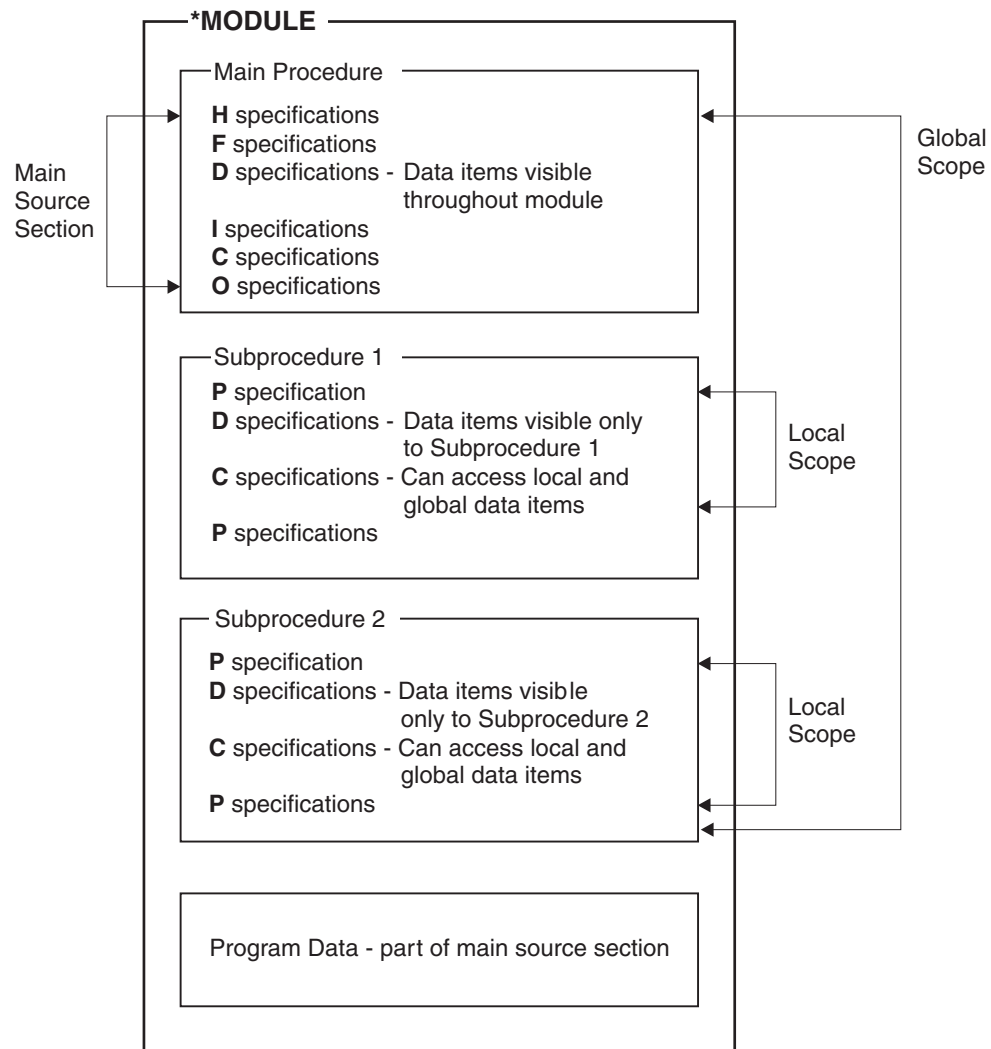 *MODULE
Main Procedure
H specifications
F specifications
D specifications - Data items visible
throughout module
I specifications
C specifications
O specifications
Main
Source
Section
Global
Scope
Subprocedure 1
P specification
D specifications - Data items visible only
to Subprocedure 1
C specifications - Can access local and
global data items
P specifications
Local
Scope
Subprocedure 2
P specification
D specifications - Data items visible
only to Subprocedure 2
C specifications - Can access local and
global data items
P specifications
Local
Scope
Program Data - part of main source section